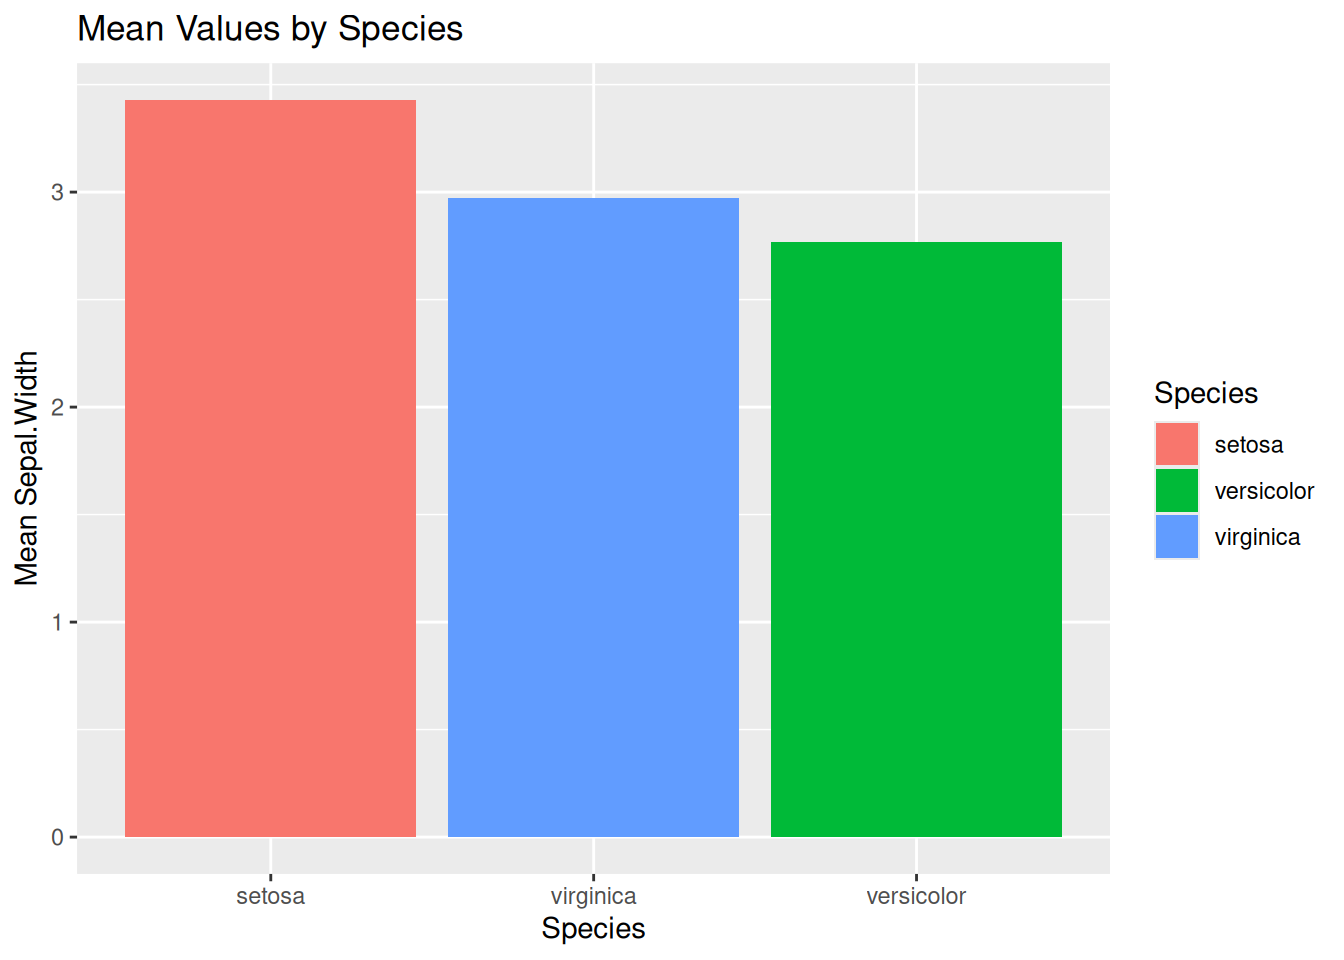 Mean Values by Species
Mean Sepal.Width
3
2
1
0
setosa
virginica
versicolor
Species
Species
setosa
versicolor
virginica